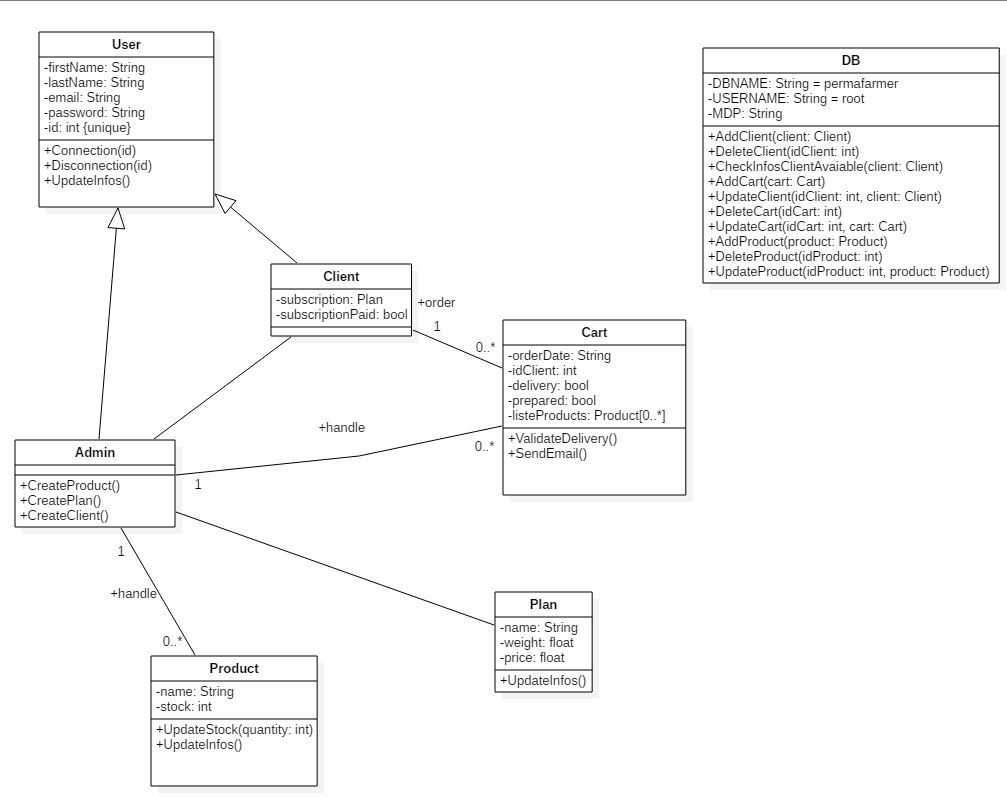 User
-firstName: String
-lastName: String
-email: String
-password: String
-id: int {unique}
+Connection(id)
+Disconnection(id)
+UpdateInfos()
DB
-DBNAME: String = permafarmer
-USERNAME: String = root
-MDP: String
+AddClient(client: Client)
+DeleteClient(idClient: int)
+CheckInfosClientAvaiable(client: Client)
+AddCart(cart: Cart)
+UpdateClient(idClient: int, client: Client)
+DeleteCart(idCart: int)
+UpdateCart(idCart: int, cart: Cart)
+AddProduct(product: Product)
+DeleteProduct(idProduct: int)
+UpdateProduct(idProduct: int, product: Product)
Client
-subscription: Plan
-subscriptionPaid: bool
+order
1
0..*
Cart
-orderDate: String
-idClient: int
-delivery: bool
-prepared: bool
-listeProducts: Product[0..*]
+ValidateDelivery()
+SendEmail()
+handle
0..*
1
Admin
+CreateProduct()
+CreatePlan()
+CreateClient()
1
+handle
0..*
Plan
-name: String
-weight: float
-price: float
+UpdateInfos()
Product
-name: String
-stock: int
+UpdateStock(quantity: int)
+UpdateInfos()